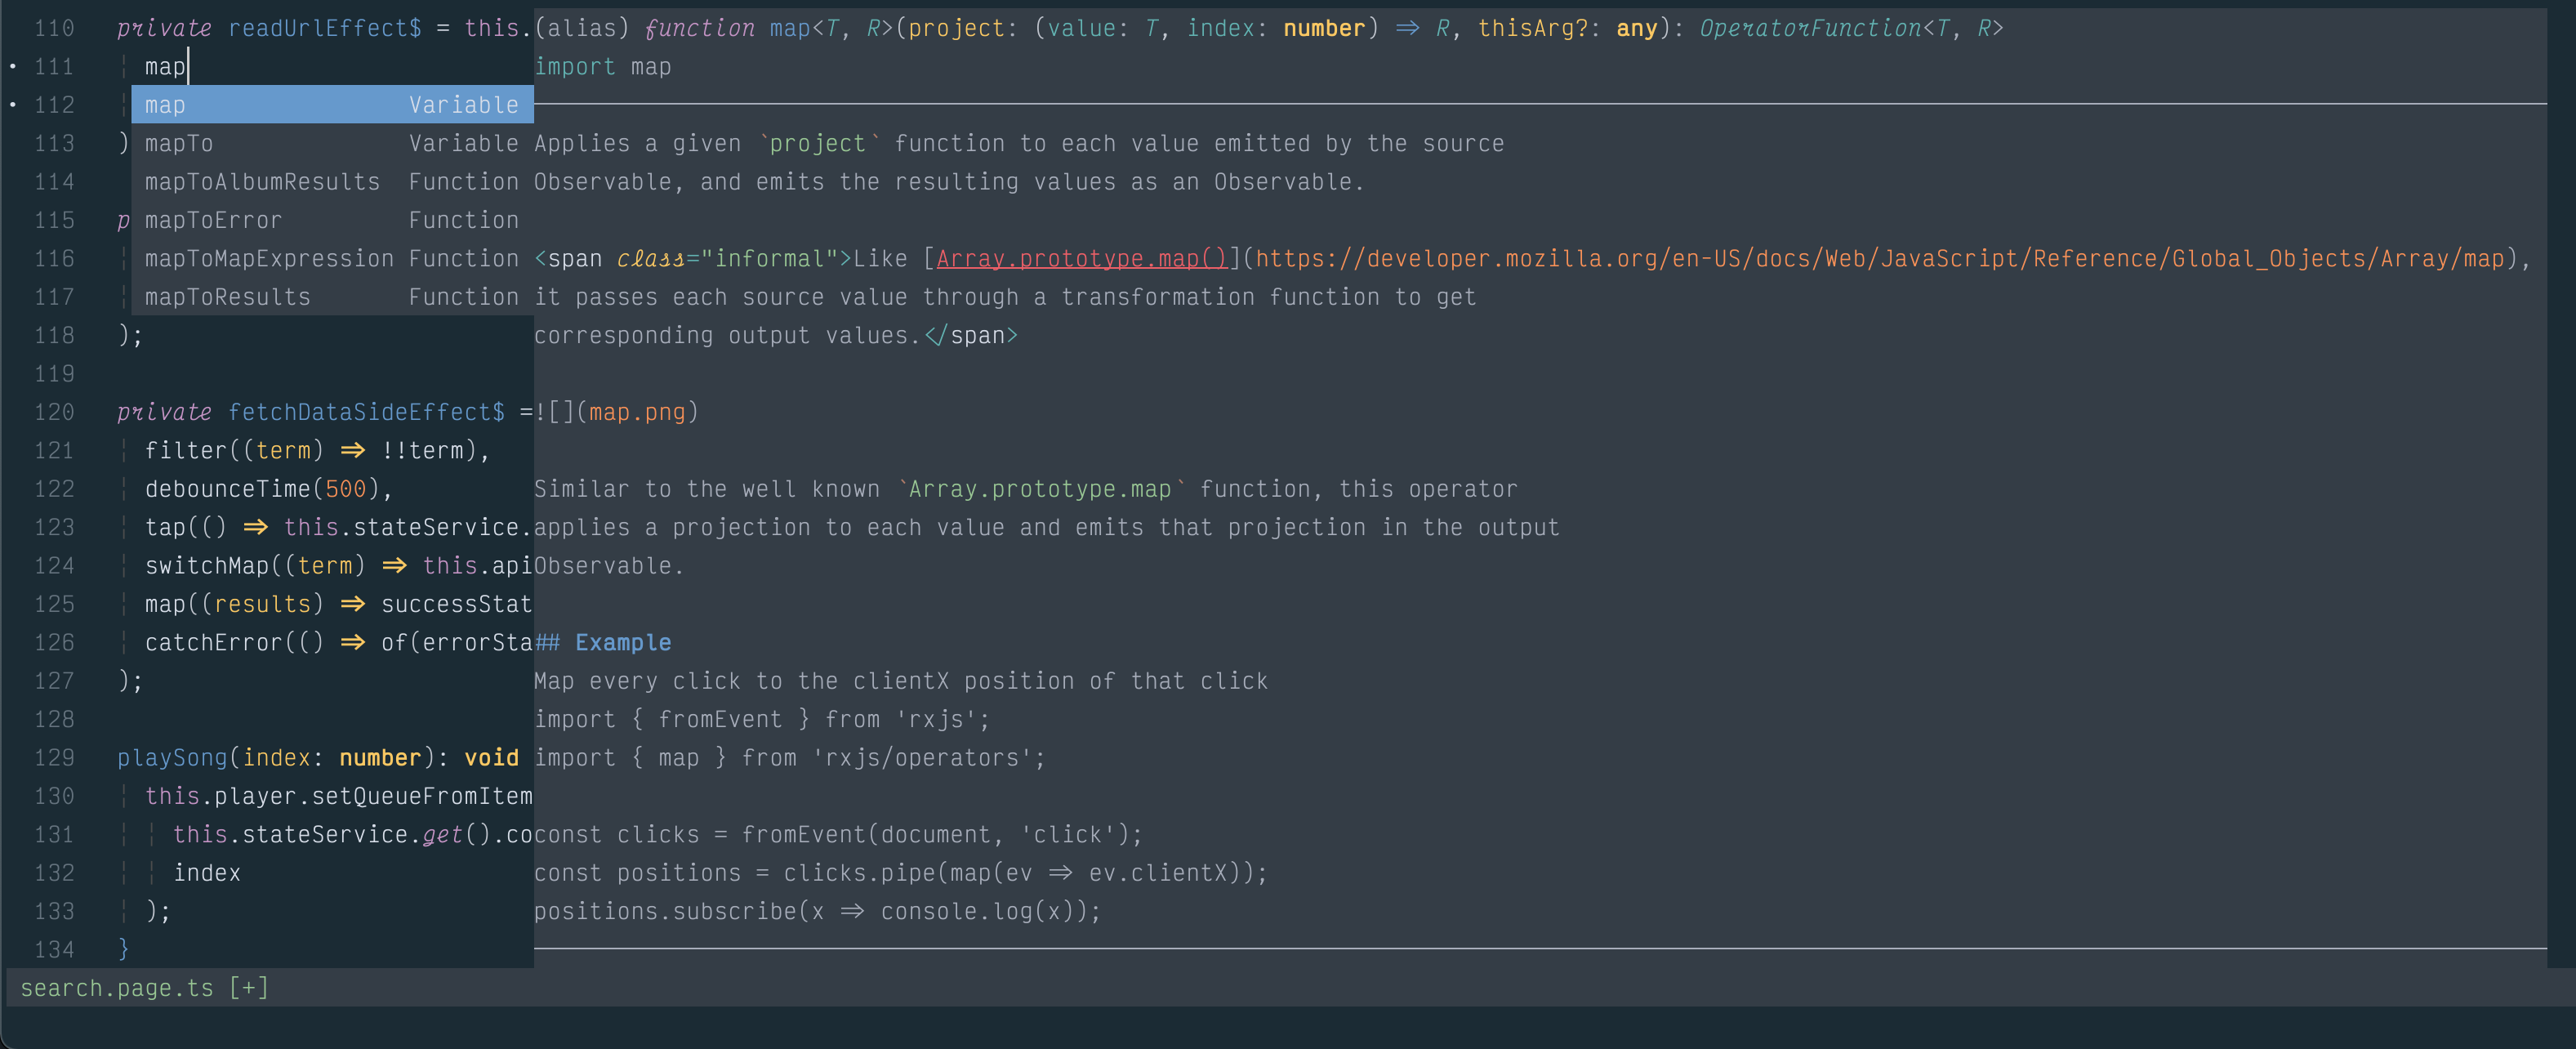 110 private readUrlEffect$ = this.(alias) function map<T, R>(project: (value: T, index: number) => R, thisArg?: any): OperatorFunction<T, R>
• 111 map import map
• 112 map Variable
113 ) mapTo Variable Applies a given `project` function to each value emitted by the source
114 mapToAlbumResults Function Observable, and emits the resulting values as an Observable.
115 p mapToError Function
116 mapToMapExpression Function <span class="informal">Like [Array.prototype.map()](https://developer.mozilla.org/en-US/docs/Web/JavaScript/Reference/Global_Objects/Array/map),
117 mapToResults Function it passes each source value through a transformation function to get
118 ); corresponding output values.</span>
119
120 private fetchDataSideEffect$ =![](map.png)
121 filter((term) => !!term),
122 debounceTime(500), Similar to the well known `Array.prototype.map` function, this operator
123 tap(() => this.stateService.applies a projection to each value and emits that projection in the output
124 switchMap((term) => this.apiObservable.
125 map((results) => successStat
126 catchError(() => of(errorSta## Example
127 ); Map every click to the clientX position of that click
128 import { fromEvent } from 'rxjs';
129 playSong(index: number): void import { map } from 'rxjs/operators';
130 this.player.setQueueFromItem
131 this.stateService.get().coconst clicks = fromEvent(document, 'click');
132 index const positions = clicks.pipe(map(ev => ev.clientX));
133 ); positions.subscribe(x => console.log(x));
134 }
search.page.ts [+]